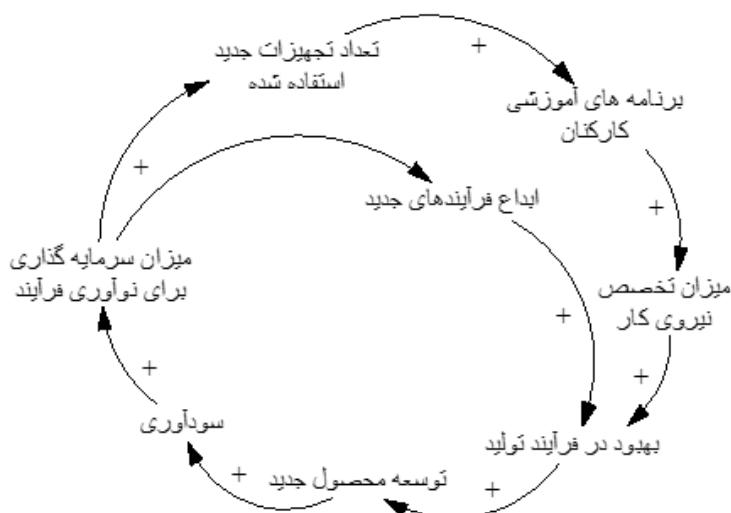 تعداد تجهیزات جدید
استفاده شده
+
برنامه های آموزشی
کارکنان
+
+
ابداع فرآیندهای جدید
+
میزان سرمایه گذاری
برای نوآوری فرآیند
میزان تخصص
نیروی کار
+
+
+
سودآوری
بهبود در فرآیند تولید
توسعه محصول جدید
+
+